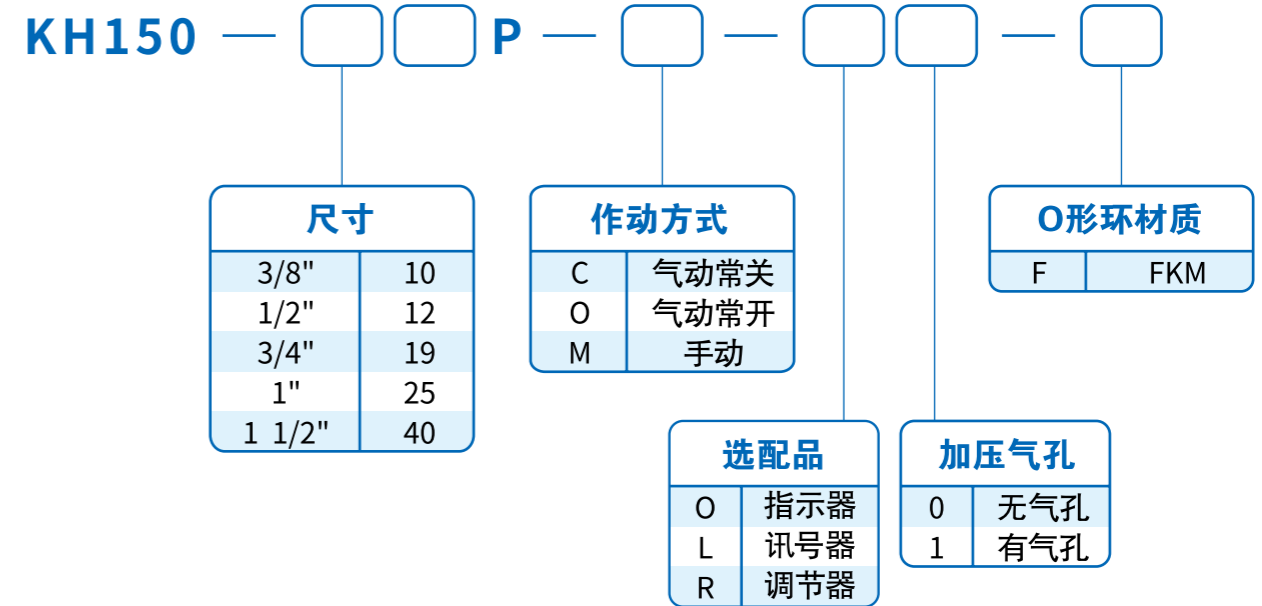 KH150 — P — — —
尺寸
3/8" 10
1/2" 12
3/4" 19
1" 25
1 1/2" 40
作动方式
C 气动常关
O 气动常开
M 手动
O形环材质
F FKM
选配品
O 指示器
L 讯号器
R 调节器
加压气孔
0 无气孔
1 有气孔